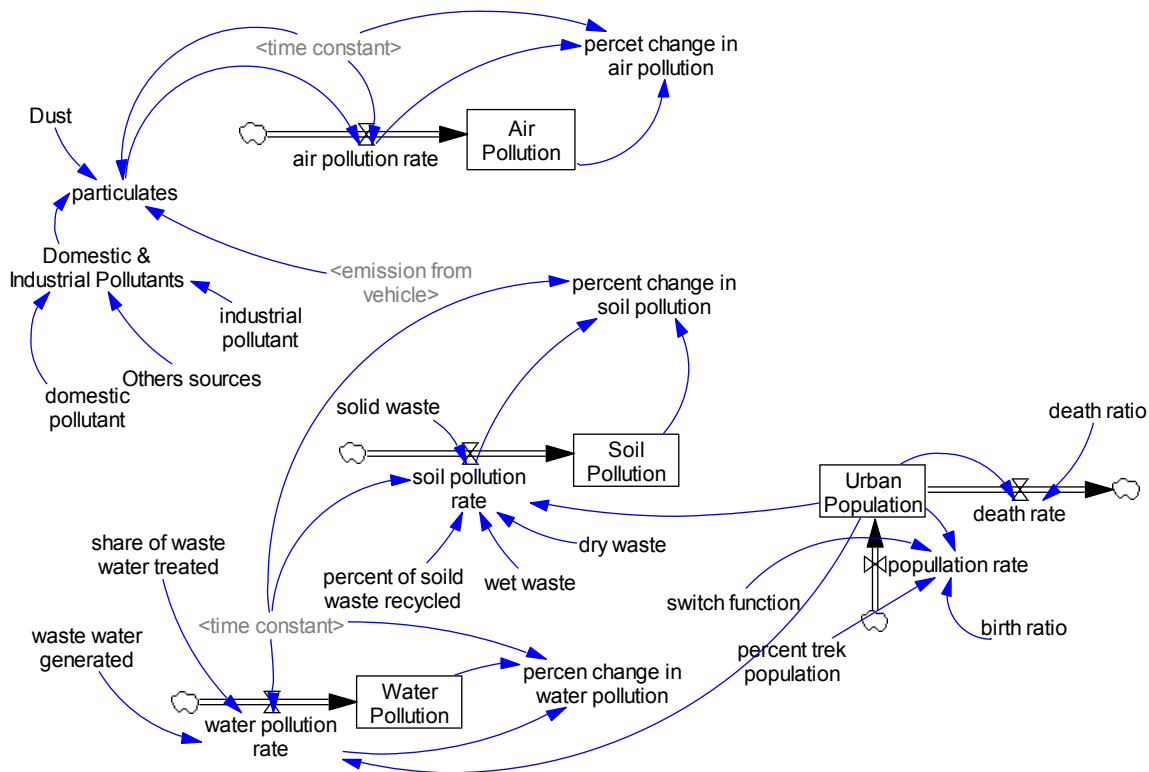 <time constant>
percet change in
air pollution
Dust
Air
Pollution
air pollution rate
particulates
Domestic &
Industrial Pollutants
<emission from
vehicle>
percent change in
soil pollution
industrial
pollutant
Others sources
domestic
pollutant
solid waste
death ratio
Soil
Pollution
soil pollution
rate
Urban
Population
death rate
share of waste
water treated
dry waste
percent of soild
waste recycled
wet waste
popullation rate
switch function
<time constant>
waste water
generated
birth ratio
percent trek
population
percen change in
water pollution
Water
Pollution
water pollution
rate